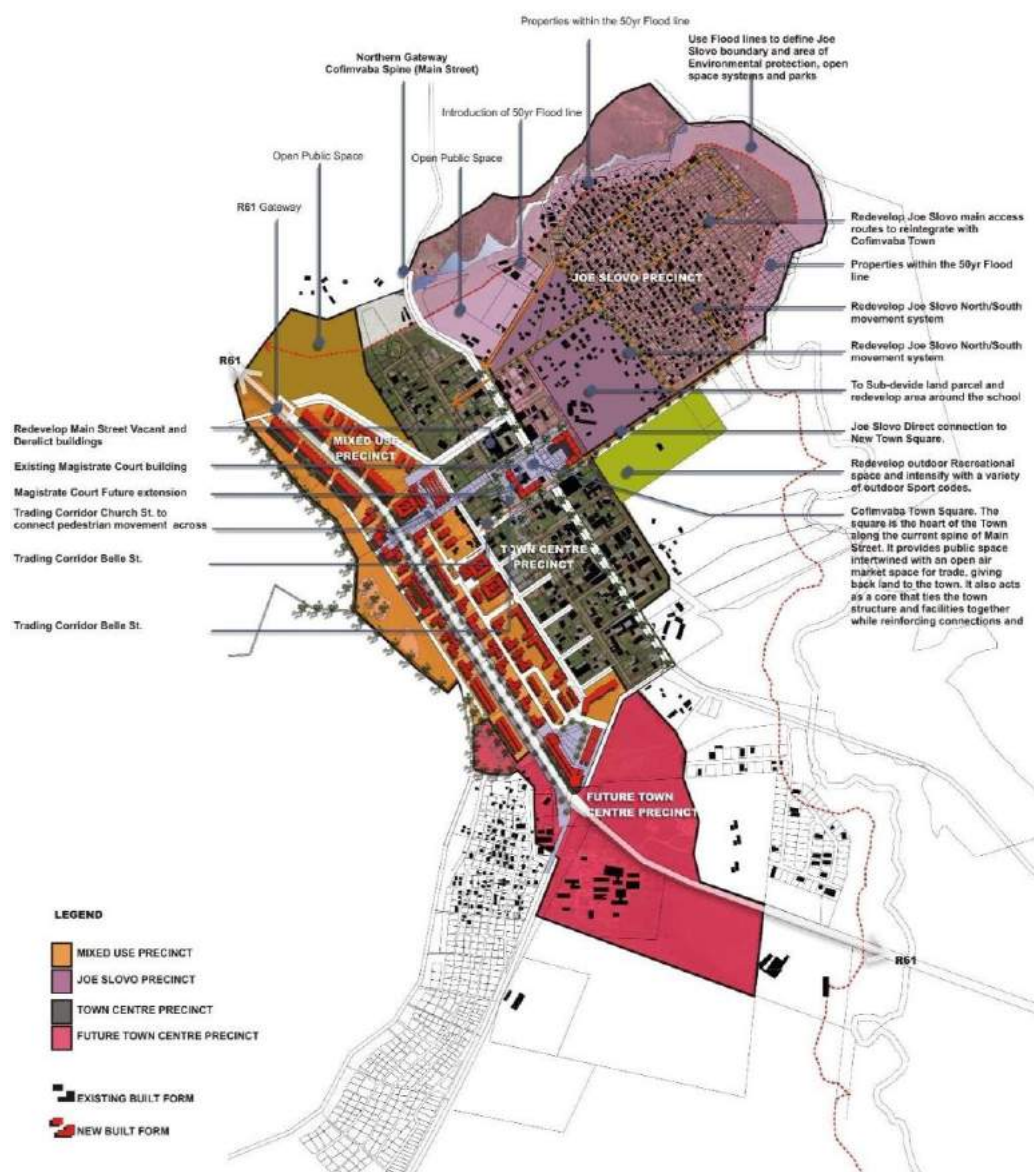 Properties within the 50yr Flood line
Use Flood lines to define Joe
Slovo boundary and area of
Environmental protection, open
space systems and parks
Northern Gateway
Cofimvaba Spine (Main Street)
Introduction of 50yr Flood line
Open Public Space
Open Public Space
R61 Gateway
Redevelop Joe Slovo main access
routes to reintegrate with
Cofimvaba Town
JOE SLOVO PRECINCT
Properties within the 50yr Flood
line
Redevelop Joe Slovo North/South
movement system
Redevelop Joe Slovo North/South
movement system
R61
To Sub-devide land parcel and
redevelop area around the school
Redevelop Main Street Vacant and
Derelict buildings
Joe Slovo Direct connection to
New Town Square.
MIXED USE
PRECINCT
Existing Magistrate Court building
Redevelop outdoor Recreational
space and intensify with a
variety of outdoor Sport codes.
Magistrate Court Future extension
Trading Corridor Church St. to
connect pedestrian movement across
Cofimvaba Town Square. The
square is the heart of the Town
along the current spine of Main
Street. It provides public space
intertwined with an open air
market space for trade, giving
back land to the town. It also acts
as a core that ties the town
structure and facilities together
while reinforcing connections and
TOWN CENTRE
PRECINCT
Trading Corridor Belle St.
Trading Corridor Belle St.
FUTURE TOWN
CENTRE PRECINCT
R61
LEGEND
MIXED USE PRECINCT
JOE SLOVO PRECINCT
TOWN CENTRE PRECINCT
FUTURE TOWN CENTRE PRECINCT
EXISTING BUILT FORM
NEW BUILT FORM